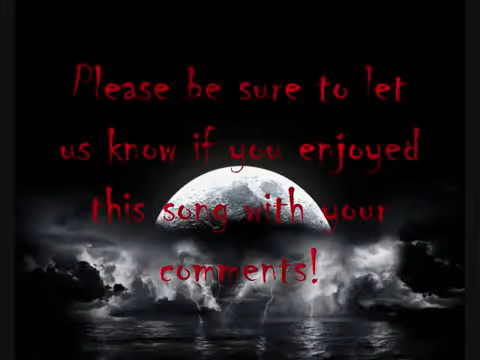 Please be sure to let
us know if you enjoyed
this song with your
comments!